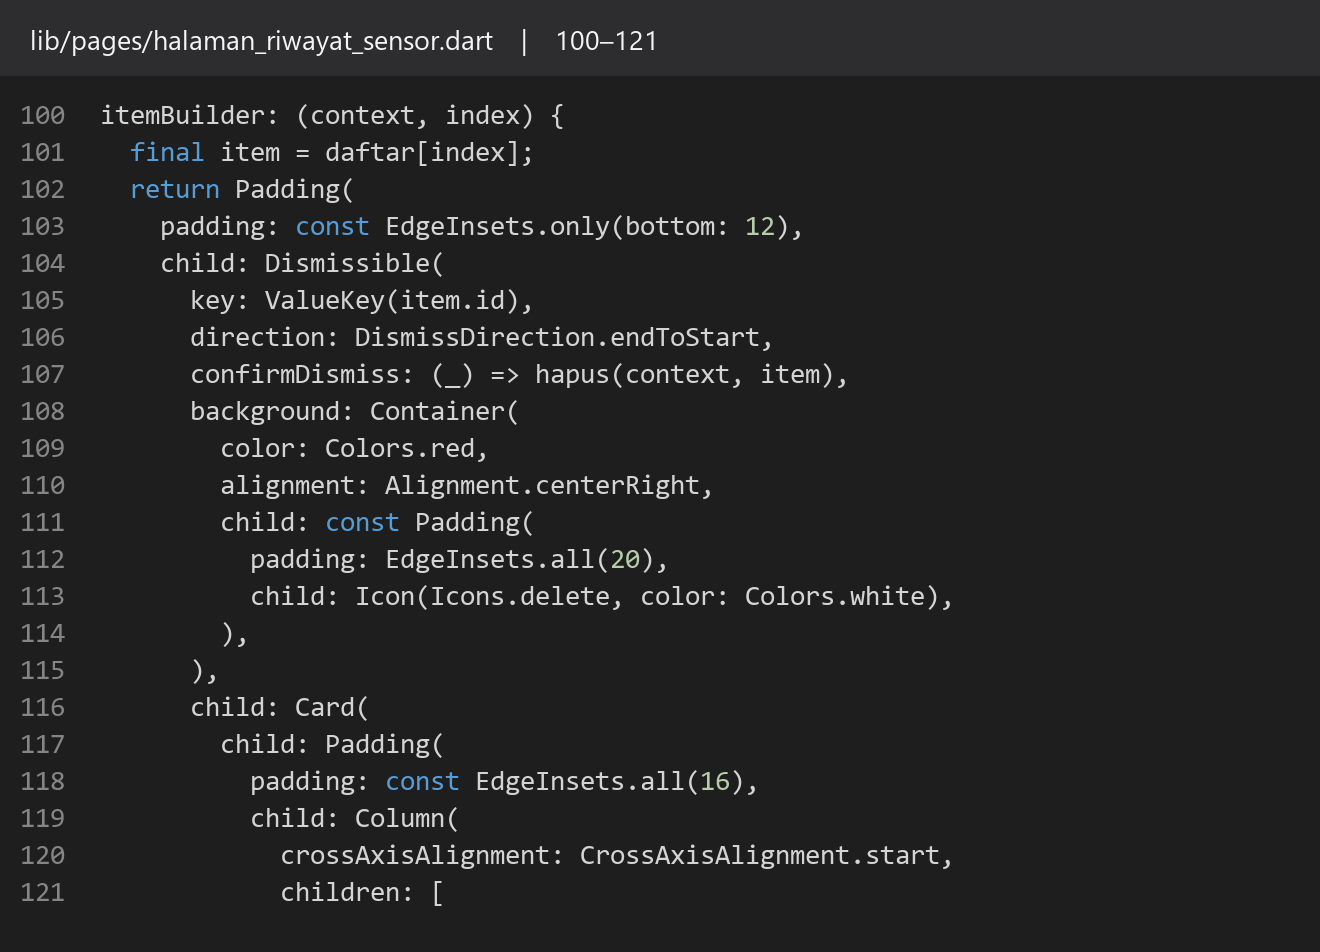 lib/pages/halaman_riwayat_sensor.dart | 100–121
100 itemBuilder: (context, index) {
101   final item = daftar[index];
102   return Padding(
103     padding: const EdgeInsets.only(bottom: 12),
104     child: Dismissible(
105       key: ValueKey(item.id),
106       direction: DismissDirection.endToStart,
107       confirmDismiss: (_) => hapus(context, item),
108       background: Container(
109         color: Colors.red,
110         alignment: Alignment.centerRight,
111         child: const Padding(
112           padding: EdgeInsets.all(20),
113           child: Icon(Icons.delete, color: Colors.white),
114         ),
115       ),
116       child: Card(
117         child: Padding(
118           padding: const EdgeInsets.all(16),
119           child: Column(
120             crossAxisAlignment: CrossAxisAlignment.start,
121             children: [